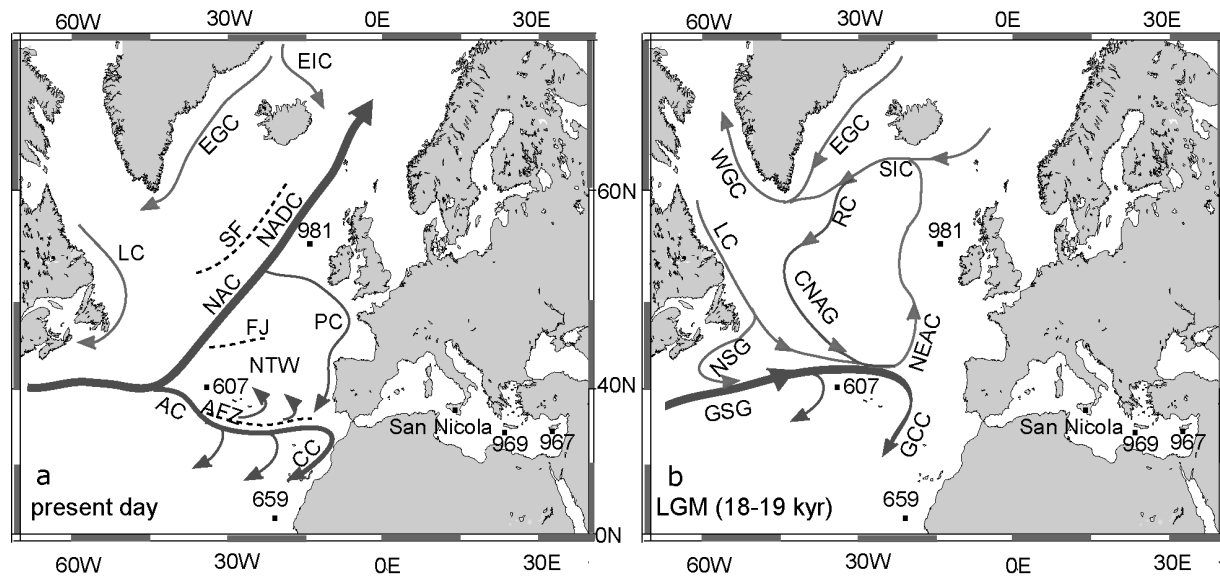 60W 30W 0E 30E
EIC
EGC
60N
SF
NADC
981
LC
NAC
PC
FJ
NTW
607
40N
AC
AFZ
San Nicola
969
967
CC
a
659
present day
0N
60W 30W 0E 30E
60W 30W 0E 30E
EGC
WGC
SIC
RC
60N
LC
981
CNAG
NEAC
NSG
607
40N
GSG
San Nicola
969
967
GCC
b
659
LGM (18-19 kyr)
0N
60W 30W 0E 30E